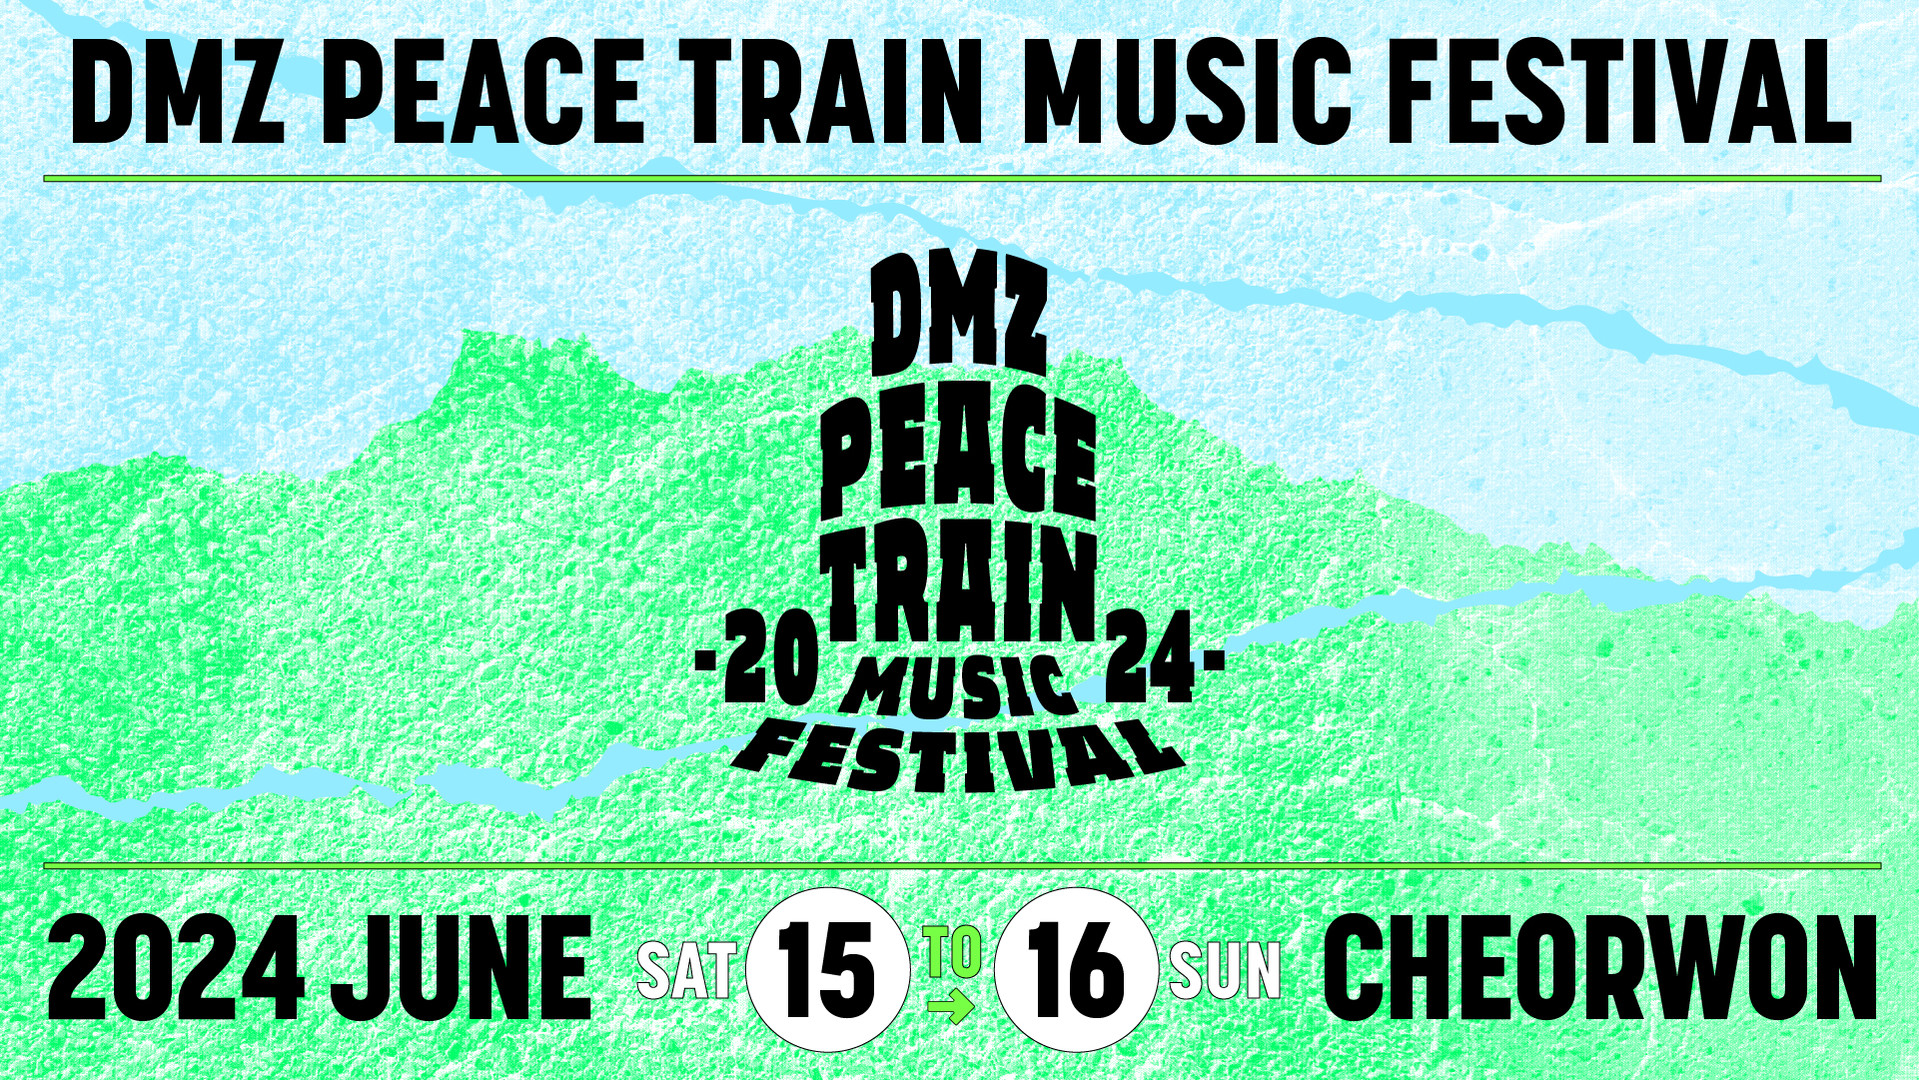 DMZ PEACE TRAIN MUSIC FESTIVAL
DMZ
PEACE
TRAIN
-20 MUSIC 24-
FESTIVAL
2024 JUNE SAT 15 TO → 16 SUN CHEORWON